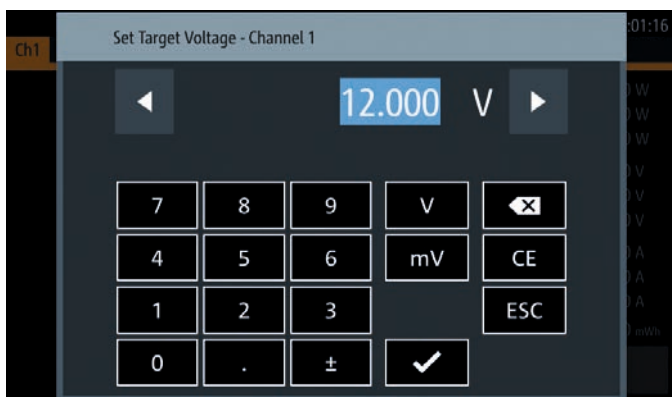 Set Target Voltage - Channel 1
:01:16
Ch1
12.000 V
W
W
W
V
V
V
A
A
A
mWh
7 8 9 V
4 5 6 mV CE
1 2 3 ESC
0 . ±